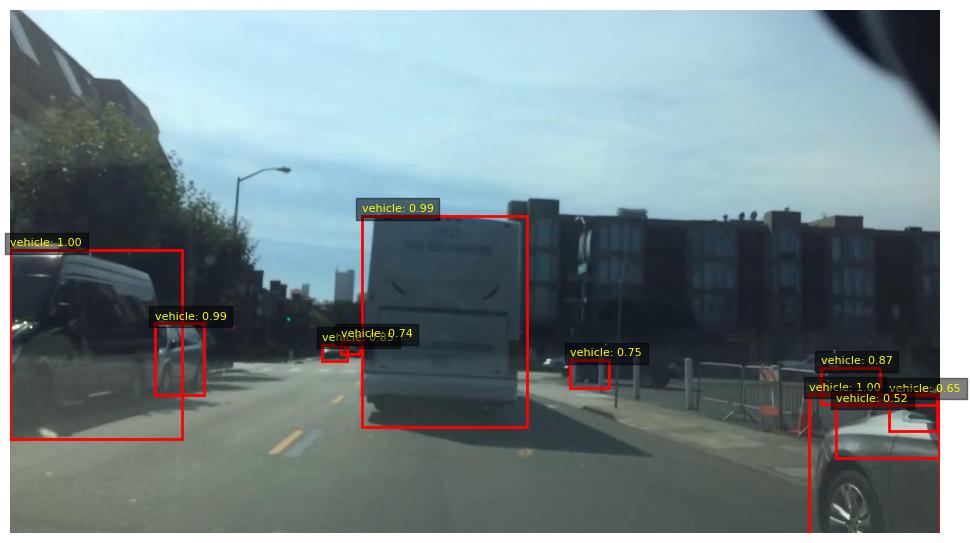 vehicle: 0.99
vehicle: 1.00
vehicle: 0.99
vehicle: 0.74
vehicle: 0.75
vehicle: 0.87
vehicle: 1.00
vehicle: 0.65
vehicle: 0.52